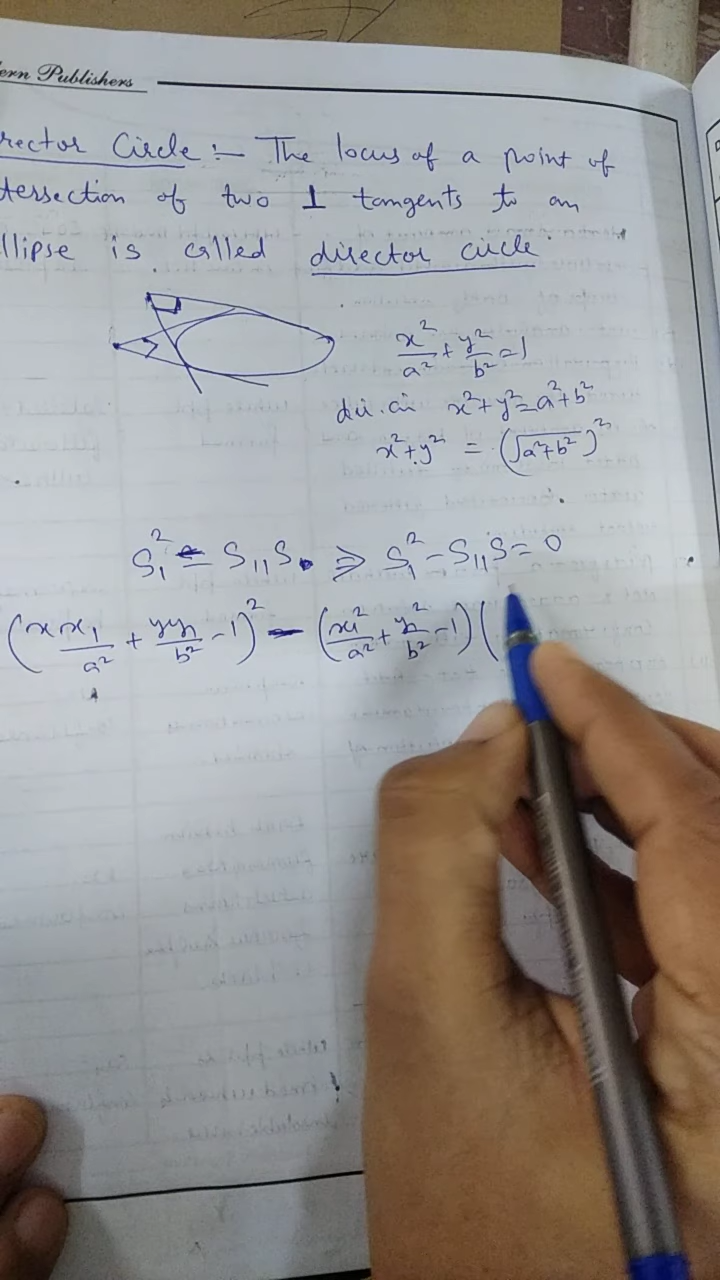 ern Publishers
rector Circle :- The locus of a point of
tersection of two ⊥ tangents to an
llipse is called director circle.
x²/a² + y²/b² = 1
dir. cir x² + y² = a² + b²
x² + y² = (√a²+b²)²
S₁² = S₁₁S. ⇒ S₁² - S₁₁S = 0
(xx₁/a² + yy₁/b² - 1)² - (x₁²/a² + y₁²/b² - 1)(